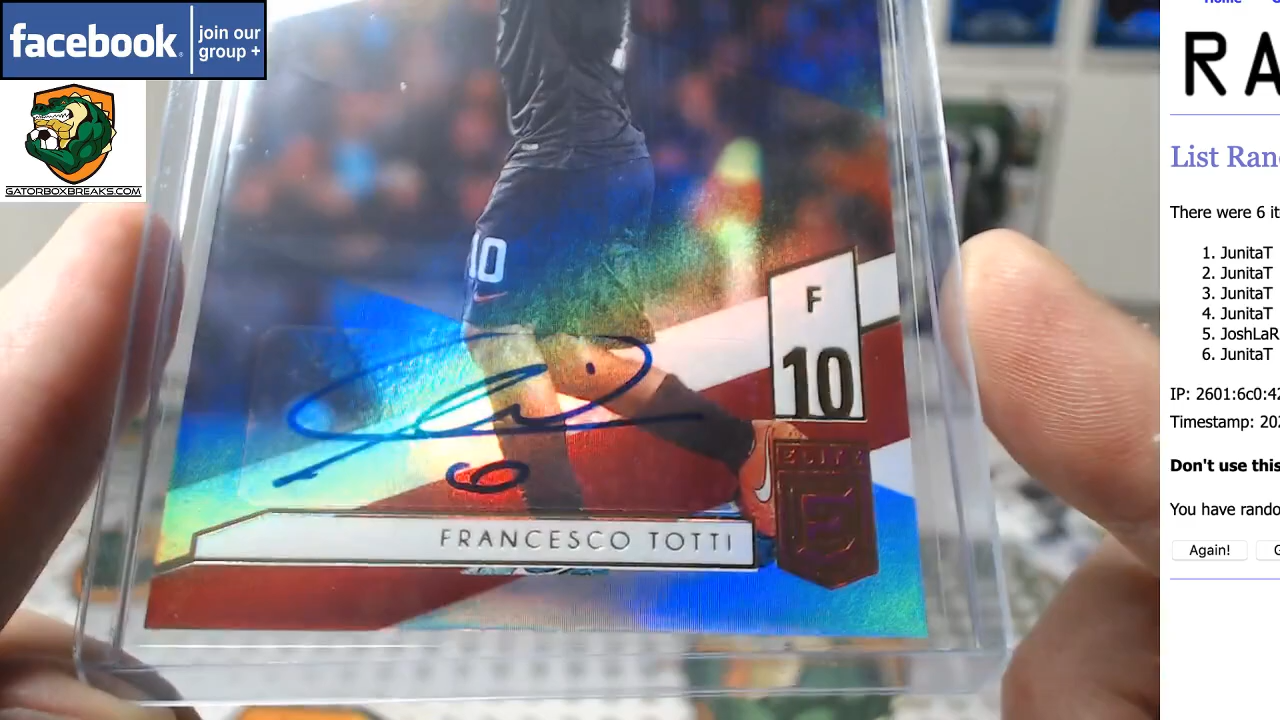 facebook
join our
group +
GATORBOXBREAKS.COM
10
F
10
ELITE
E
FRANCESCO TOTTI
Home
RA
List Ran
There were 6 it
1. JunitaT
2. JunitaT
3. JunitaT
4. JunitaT
5. JoshLaR
6. JunitaT
IP: 2601:6c0:42
Timestamp: 202
Don't use this
You have rando
Again!